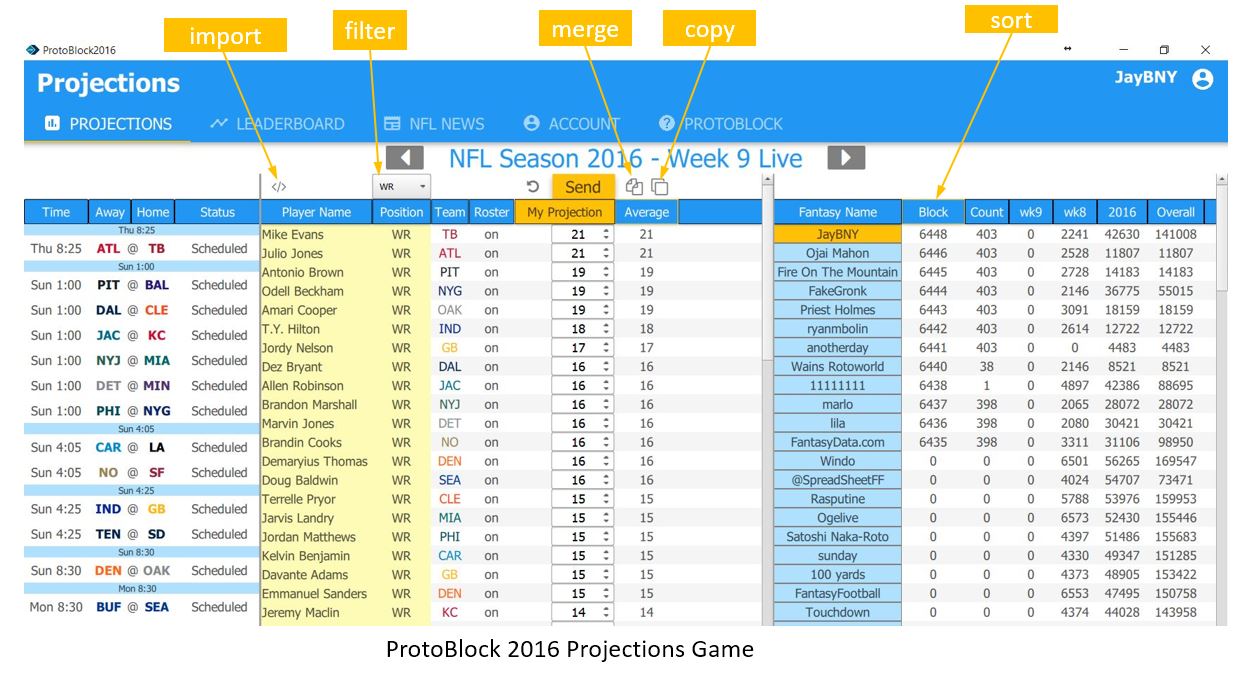 import filter merge copy sort
ProtoBlock2016
Projections JayBNY
PROJECTIONS LEADERBOARD NFL NEWS ACCOUNT PROTOBLOCK
NFL Season 2016 - Week 9 Live
</> WR Send
Time Away Home Status Player Name Position Team Roster My Projection Average Fantasy Name Block Count wk9 wk8 2016 Overall
Thu 8:25
Thu 8:25 ATL @ TB Scheduled
Sun 1:00
Sun 1:00 PIT @ BAL Scheduled
Sun 1:00 DAL @ CLE Scheduled
Sun 1:00 JAC @ KC Scheduled
Sun 1:00 NYJ @ MIA Scheduled
Sun 1:00 DET @ MIN Scheduled
Sun 1:00 PHI @ NYG Scheduled
Sun 4:05
Sun 4:05 CAR @ LA Scheduled
Sun 4:05 NO @ SF Scheduled
Sun 4:25
Sun 4:25 IND @ GB Scheduled
Sun 4:25 TEN @ SD Scheduled
Sun 8:30
Sun 8:30 DEN @ OAK Scheduled
Mon 8:30
Mon 8:30 BUF @ SEA Scheduled
Mike Evans WR TB on 21 21
Julio Jones WR ATL on 21 21
Antonio Brown WR PIT on 19 19
Odell Beckham WR NYG on 19 19
Amari Cooper WR OAK on 19 19
T.Y. Hilton WR IND on 18 18
Jordy Nelson WR GB on 17 17
Dez Bryant WR DAL on 16 16
Allen Robinson WR JAC on 16 16
Brandon Marshall WR NYJ on 16 16
Marvin Jones WR DET on 16 16
Brandin Cooks WR NO on 16 16
Demaryius Thomas WR DEN on 16 16
Doug Baldwin WR SEA on 16 16
Terrelle Pryor WR CLE on 15 15
Jarvis Landry WR MIA on 15 15
Jordan Matthews WR PHI on 15 15
Kelvin Benjamin WR CAR on 15 15
Davante Adams WR GB on 15 15
Emmanuel Sanders WR DEN on 15 15
Jeremy Maclin WR KC on 14 14
JayBNY 6448 403 0 2241 42630 141008
Ojai Mahon 6446 403 0 2528 11807 11807
Fire On The Mountain 6445 403 0 2728 14183 14183
FakeGronk 6444 403 0 2146 36775 55015
Priest Holmes 6443 403 0 3091 18159 18159
ryanmbolin 6442 403 0 2614 12722 12722
anotherday 6441 403 0 0 4483 4483
Wains Rotoworld 6440 38 0 2146 8521 8521
11111111 6438 1 0 4897 42386 88695
marlo 6437 398 0 2065 28072 28072
lila 6436 398 0 2080 30421 30421
FantasyData.com 6435 398 0 3311 31106 98950
Windo 0 0 0 6501 56265 169547
@SpreadSheetFF 0 0 0 4024 54707 73471
Rasputine 0 0 0 5788 53976 159953
Ogelive 0 0 0 6573 52430 155446
Satoshi Naka-Roto 0 0 0 4397 51486 155683
sunday 0 0 0 4330 49347 151285
100 yards 0 0 0 4373 48905 153422
FantasyFootball 0 0 0 6553 47495 150758
Touchdown 0 0 0 4374 44028 143958
ProtoBlock 2016 Projections Game